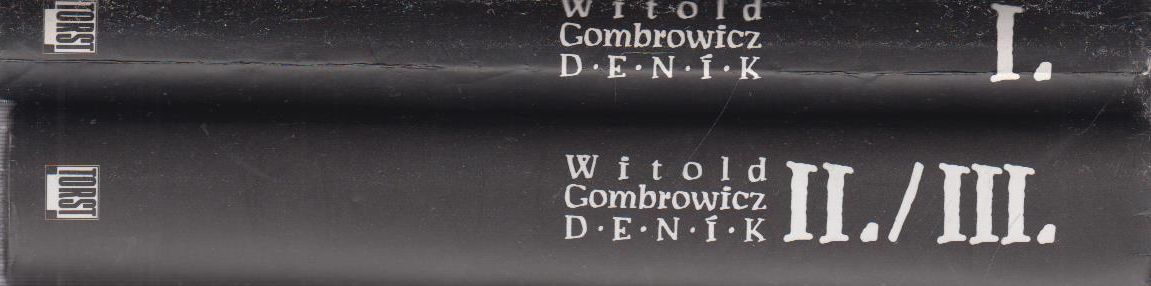 TORST
Witold
Gombrowicz
D·E·N·Í·K
I.
TORST
Witold
Gombrowicz
D·E·N·Í·K
II./III.